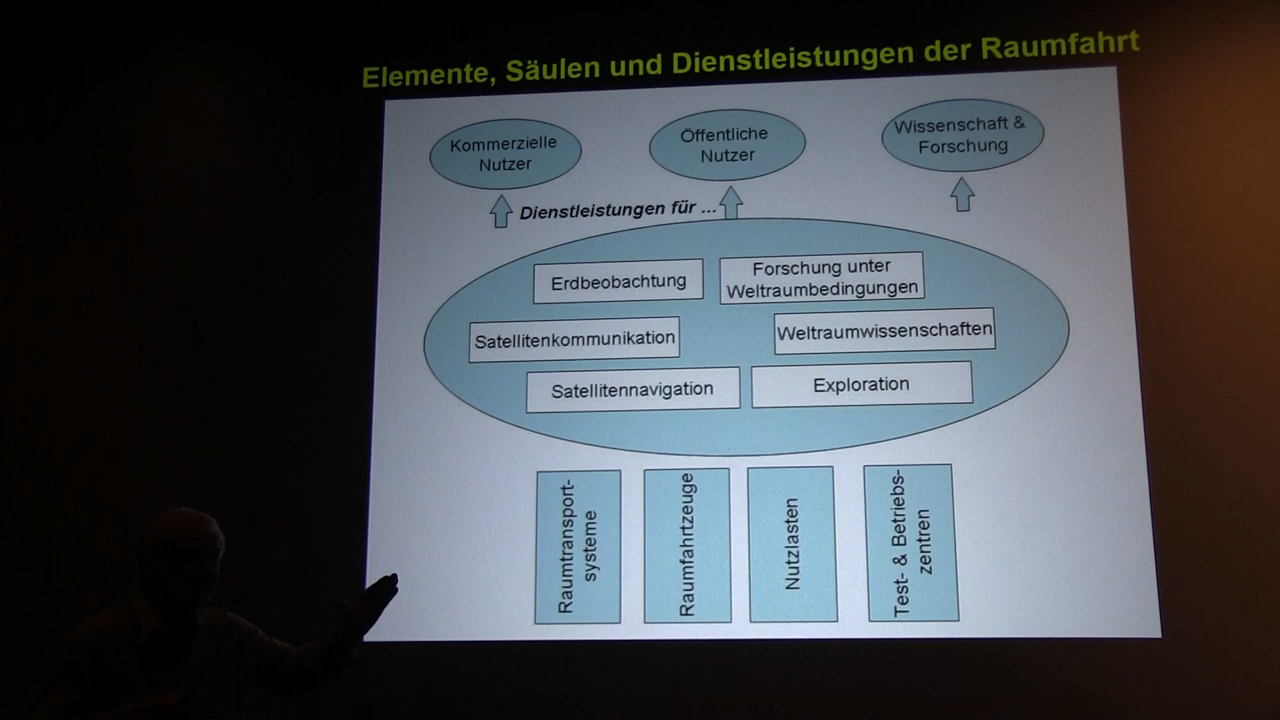 Elemente, Säulen und Dienstleistungen der Raumfahrt
Kommerzielle
Nutzer
Öffentliche
Nutzer
Wissenschaft &
Forschung
Dienstleistungen für ...
Erdbeobachtung
Forschung unter
Weltraumbedingungen
Satellitenkommunikation
Weltraumwissenschaften
Satellitennavigation
Exploration
Raumtransport-
systeme
Raumfahrtzeuge
Nutzlasten
Test- & Betriebs-
zentren